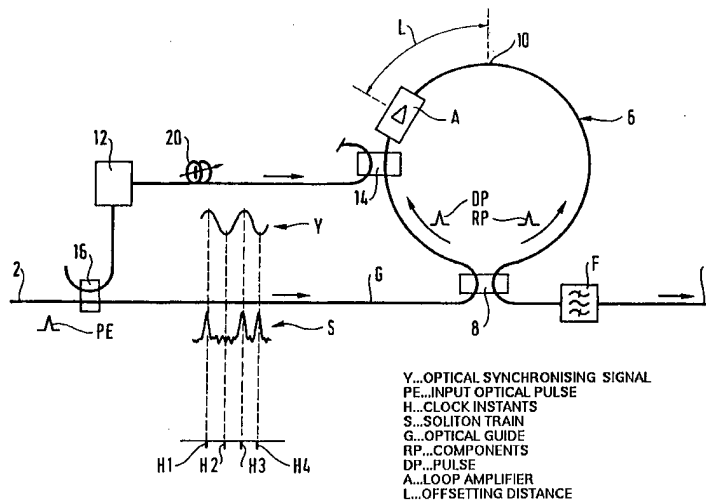 L
10
A
6
12
20
14
DP
RP
Y
16
2
G
F
8
PE
S
H1 H2 H3 H4
Y...OPTICAL SYNCHRONISING SIGNAL
PE...INPUT OPTICAL PULSE
H...CLOCK INSTANTS
S...SOLITON TRAIN
G...OPTICAL GUIDE
RP...COMPONENTS
DP...PULSE
A...LOOP AMPLIFIER
L...OFFSETTING DISTANCE